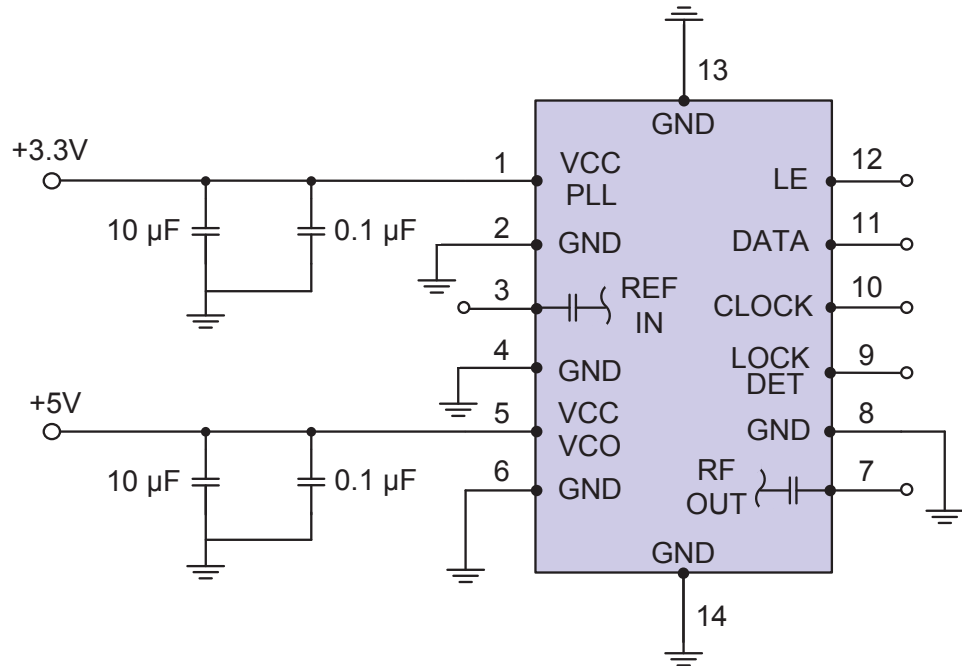 13
GND
+3.3V
1
VCC
PLL
10 µF
0.1 µF
2
GND
3
REF
IN
4
GND
+5V
5
VCC
VCO
10 µF
0.1 µF
6
GND
12
LE
11
DATA
10
CLOCK
9
LOCK
DET
8
GND
7
RF
OUT
GND
14